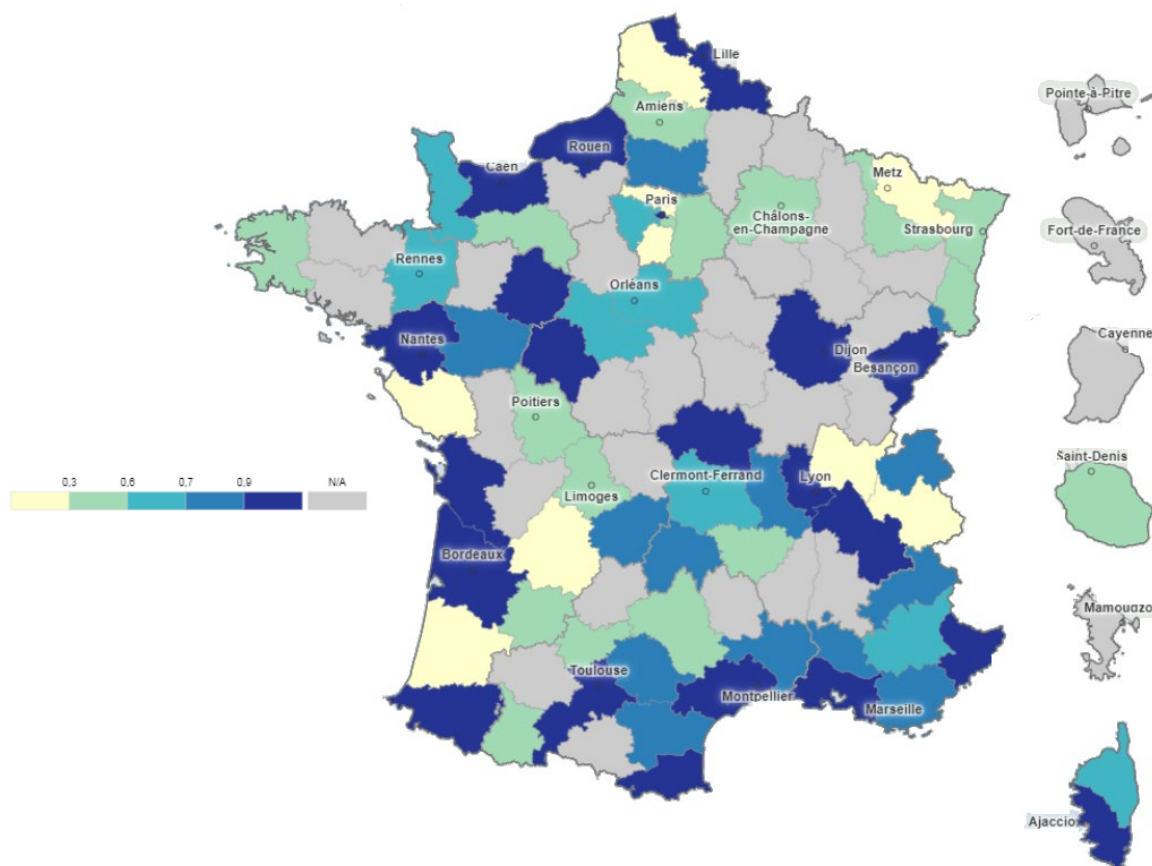 Lille
Pointe-à-Pitre
Amiens
Rouen
Caen
Metz
Paris
Châlons-
en-Champagne
Strasbourg
Fort-de-France
Rennes
Orléans
Nantes
Dijon
Besançon
Cayenne
Poitiers
Saint-Denis
Clermont-Ferrand
Lyon
Limoges
0,3 0,6 0,7 0,9 N/A
Bordeaux
Mamoudzo
Toulouse
Montpellier
Marseille
Ajaccio